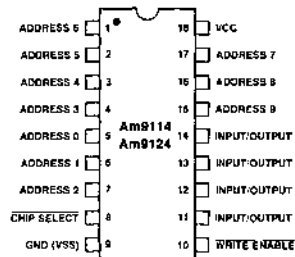 ADDRESS 6 1 18 VCC
ADDRESS 5 2 17 ADDRESS 7
ADDRESS 4 3 16 ADDRESS 8
ADDRESS 3 4 15 ADDRESS 9
ADDRESS 0 5 Am9114 14 INPUT/OUTPUT
Am9124
ADDRESS 1 6 13 INPUT/OUTPUT
ADDRESS 2 7 12 INPUT/OUTPUT
CHIP SELECT 8 11 INPUT/OUTPUT
GND (VSS) 9 10 WRITE ENABLE